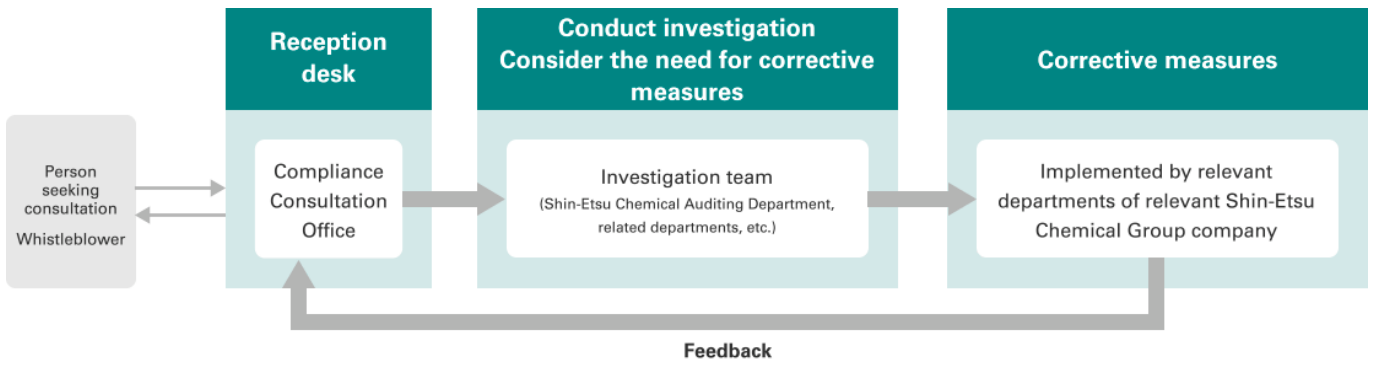 Reception
desk
Conduct investigation
Consider the need for corrective
measures
Corrective measures
Person
seeking
consultation
Whistleblower
Compliance
Consultation
Office
Investigation team
(Shin-Etsu Chemical Auditing Department,
related departments, etc.)
Implemented by relevant
departments of relevant Shin-Etsu
Chemical Group company
Feedback